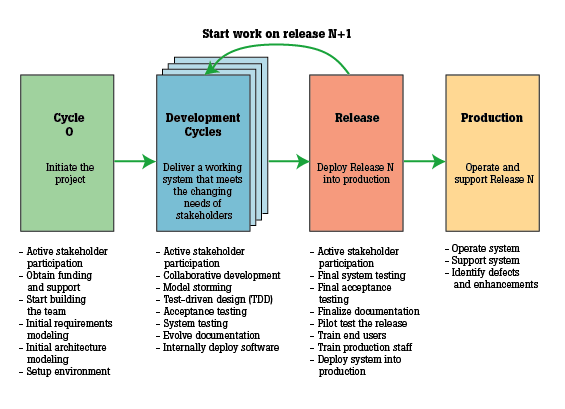 Start work on release N+1
Cycle
0
Initiate the
project
Development
Cycles
Deliver a working
system that meets
the changing
needs of
stakeholders
Release
Deploy Release N
into production
Production
Operate and
support Release N
– Active stakeholder
participation
– Obtain funding
and support
– Start building
the team
– Initial requirements
modeling
– Initial architecture
modeling
– Setup environment
– Active stakeholder
participation
– Collaborative development
– Model storming
– Test-driven design (TDD)
– Acceptance testing
– System testing
– Evolve documentation
– Internally deploy software
– Active stakeholder
participation
– Final system testing
– Final acceptance
testing
– Finalize documentation
– Pilot test the release
– Train end users
– Train production staff
– Deploy system into
production
– Operate system
– Support system
– Identify defects
and enhancements